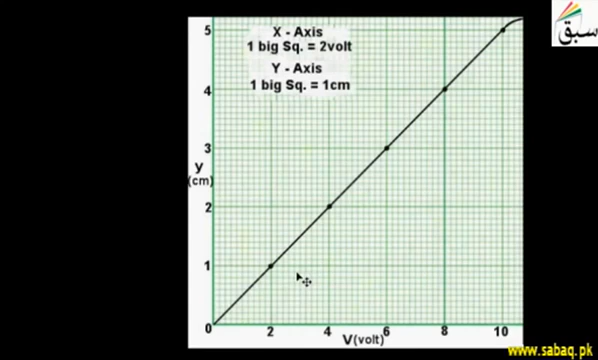 سبق
X - Axis
1 big Sq. = 2volt
Y - Axis
1 big Sq. = 1cm
5
4
3
2
1
0
y
(cm)
2
4
6
8
10
V(volt)
www.sabaq.pk